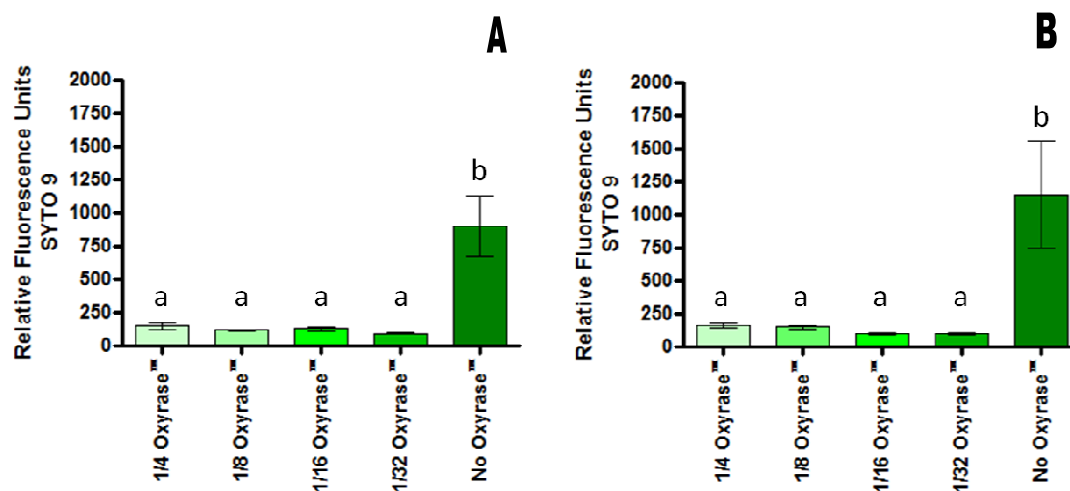 A
Relative Fluorescence Units
SYTO 9
2000
1750
1500
1250
1000
750
500
250
0
a
a
a
a
b
1/4 Oxyrase™
1/8 Oxyrase™
1/16 Oxyrase™
1/32 Oxyrase™
No Oxyrase™
B
Relative Fluorescence Units
SYTO 9
2000
1750
1500
1250
1000
750
500
250
0
a
a
a
a
b
1/4 Oxyrase™
1/8 Oxyrase™
1/16 Oxyrase™
1/32 Oxyrase™
No Oxyrase™